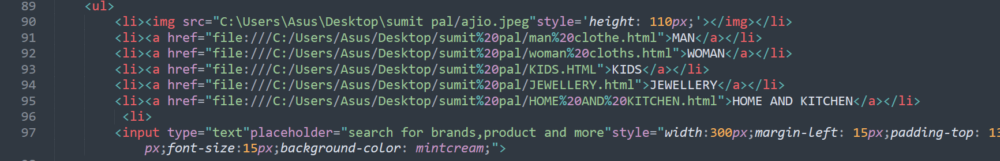 89 <ul>
90 <li><img src="C:\Users\Asus\Desktop\sumit pal/ajio.jpeg"style='height: 110px;'></img></li>
91 <li><a href="file:///C:/Users/Asus/Desktop/sumit%20pal/man%20clothe.html">MAN</a></li>
92 <li><a href="file:///C:/Users/Asus/Desktop/sumit%20pal/woman%20cloths.html">WOMAN</a></li>
93 <li><a href="file:///C:/Users/Asus/Desktop/sumit%20pal/KIDS.HTML">KIDS</a></li>
94 <li><a href="file:///C:/Users/Asus/Desktop/sumit%20pal/JEWELLERY.html">JEWELLERY</a></li>
95 <li><a href="file:///C:/Users/Asus/Desktop/sumit%20pal/HOME%20AND%20KITCHEN.html">HOME AND KITCHEN</a></li>
96 <li>
97 <input type="text"placeholder="search for brands,product and more"style="width:300px;margin-left: 15px;padding-top: 13
px;font-size:15px;background-color: mintcream;">